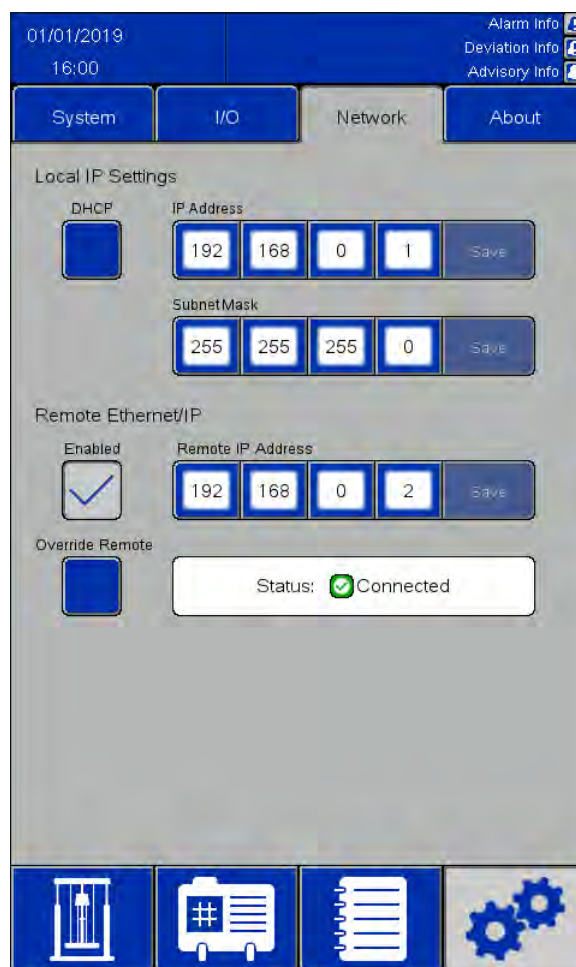 01/01/2019
16:00
Alarm Info
Deviation Info
Advisory Info
System I/O Network About
Local IP Settings
DHCP IP Address
192 168 0 1 Save
Subnet Mask
255 255 255 0 Save
Remote Ethernet/IP
Enabled Remote IP Address
192 168 0 2 Save
Override Remote
Status: Connected
#